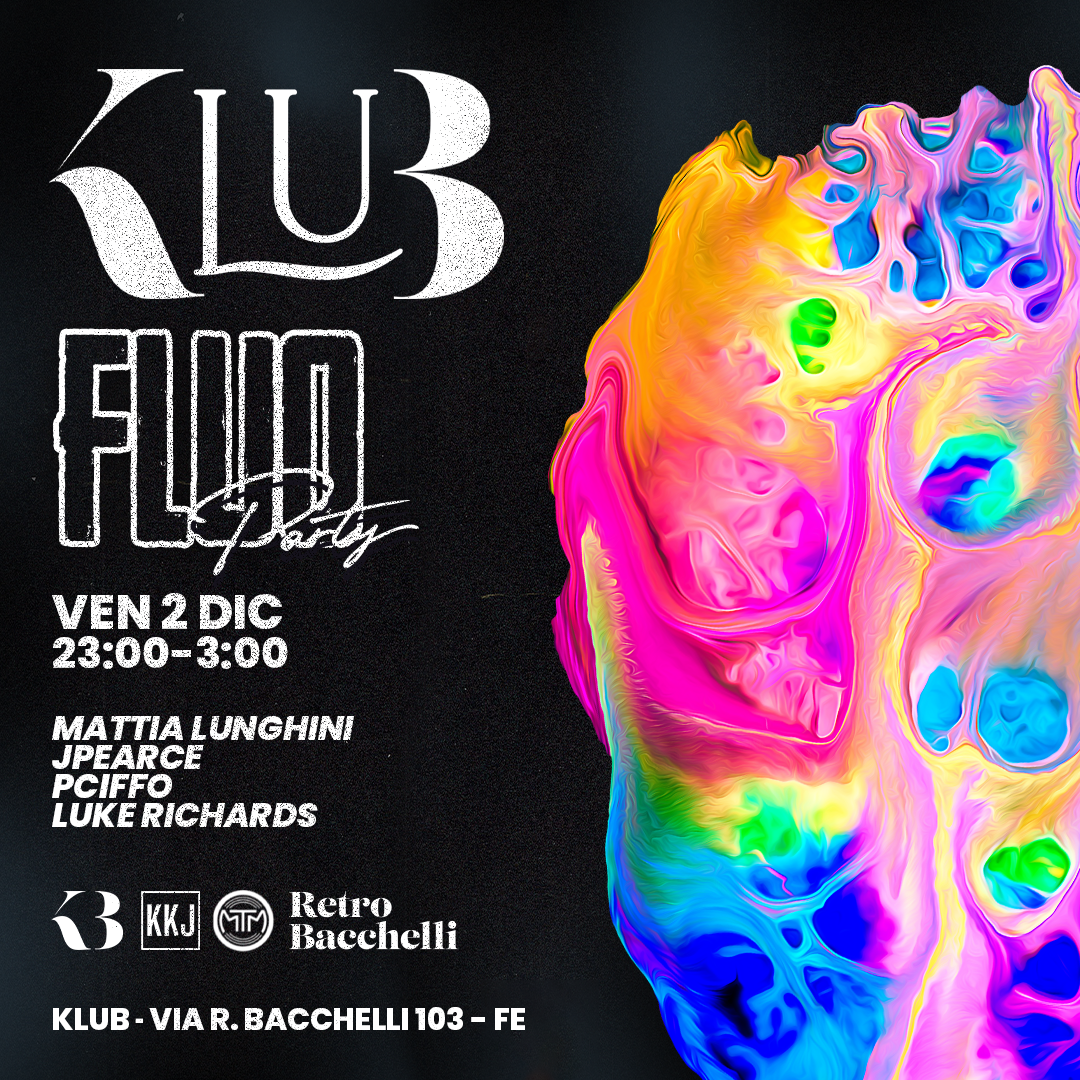 KLUB
FLUO
Party
VEN 2 DIC
23:00-3:00
MATTIA LUNGHINI
JPEARCE
PCIFFO
LUKE RICHARDS
KB KKJ MTM Retro
Bacchelli
KLUB - VIA R. BACCHELLI 103 – FE